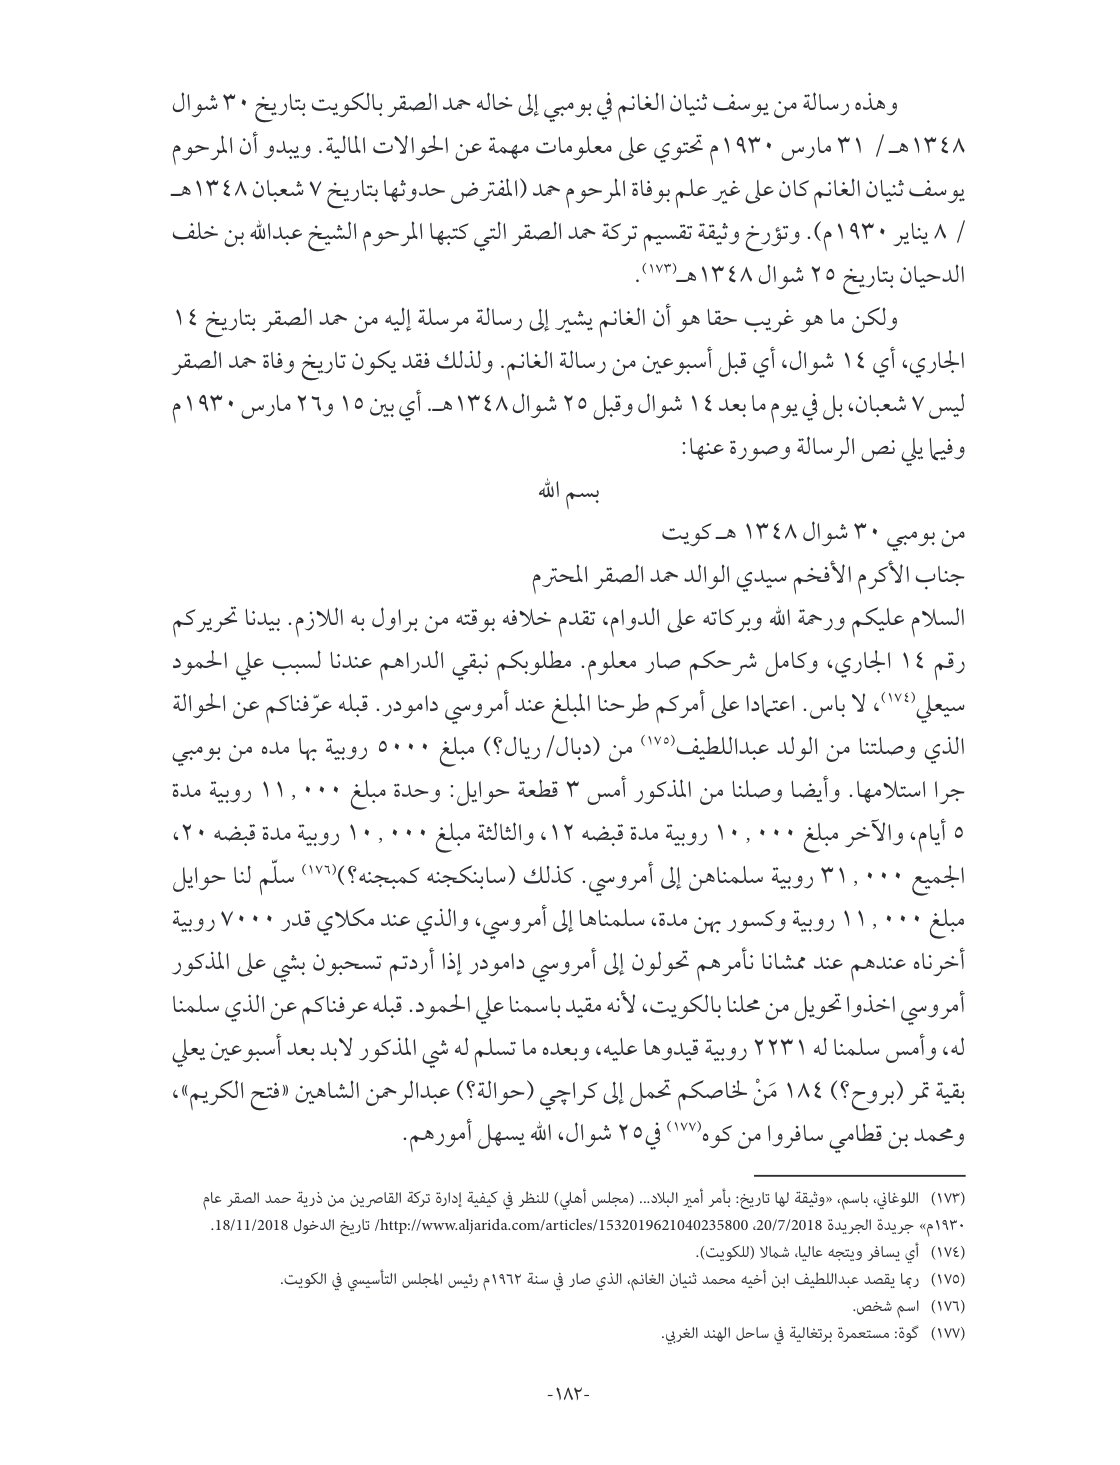 وهذه رسالة من يوسف ثنيان الغانم في بومبي إلى خاله حمد الصقر بالكويت بتاريخ ٣٠ شوال
١٣٤٨هـ / ٣١ مارس ١٩٣٠م تحتوي على معلومات مهمة عن الحوالات المالية. ويبدو أن المرحوم
يوسف ثنيان الغانم كان على غير علم بوفاة المرحوم حمد (المفترض حدوثها بتاريخ ٧ شعبان ١٣٤٨هـ
/ ٨ يناير ١٩٣٠م). وتؤرخ وثيقة تقسيم تركة حمد الصقر التي كتبها المرحوم الشيخ عبدالله بن خلف
الدحيان بتاريخ ٢٥ شوال ١٣٤٨هـ(١٧٣).
ولكن ما هو غريب حقا هو أن الغانم يشير إلى رسالة مرسلة إليه من حمد الصقر بتاريخ ١٤
الجاري، أي ١٤ شوال، أي قبل أسبوعين من رسالة الغانم. ولذلك فقد يكون تاريخ وفاة حمد الصقر
ليس ٧ شعبان، بل في يوم ما بعد ١٤ شوال وقبل ٢٥ شوال ١٣٤٨هـ. أي بين ١٥ و٢٦ مارس ١٩٣٠م
وفيما يلي نص الرسالة وصورة عنها:
بسم الله
من بومبي ٣٠ شوال ١٣٤٨ هـ كويت
جناب الأكرم الأفخم سيدي الوالد حمد الصقر المحترم
السلام عليكم ورحمة الله وبركاته على الدوام، تقدم خلافه بوقته من براول به اللازم. بيدنا تحريركم
رقم ١٤ الجاري، وكامل شرحكم صار معلوم. مطلوبكم نبقي الدراهم عندنا لسبب علي الحمود
سيعلي(١٧٤)، لا باس. اعتمادا على أمركم طرحنا المبلغ عند أمروسي دامودر. قبله عرّفناكم عن الحوالة
الذي وصلتنا من الولد عبداللطيف(١٧٥) من (دبال/ ريال؟) مبلغ ٥٠٠٠ روبية بها مده من بومبي
جرا استلامها. وأيضا وصلنا من المذكور أمس ٣ قطعة حوايل: وحدة مبلغ ١١,٠٠٠ روبية مدة
٥ أيام، والآخر مبلغ ١٠,٠٠٠ روبية مدة قبضه ١٢، والثالثة مبلغ ١٠,٠٠٠ روبية مدة قبضه ٢٠،
الجميع ٣١,٠٠٠ روبية سلمناهن إلى أمروسي. كذلك (سابنكجنه كمبجنه؟)(١٧٦) سلّم لنا حوايل
مبلغ ١١,٠٠٠ روبية وكسور بهن مدة، سلمناها إلى أمروسي، والذي عند مكلاي قدر ٧٠٠٠ روبية
أخرناه عندهم عند ممشانا نأمرهم تحولون إلى أمروسي دامودر إذا أردتم تسحبون بشي على المذكور
أمروسي اخذوا تحويل من محلنا بالكويت، لأنه مقيد باسمنا علي الحمود. قبله عرفناكم عن الذي سلمنا
له، وأمس سلمنا له ٢٢٣١ روبية قيدوها عليه، وبعده ما تسلم له شي المذكور لابد بعد أسبوعين يعلي
بقية تمر (بروح؟) ١٨٤ مَنْ لخاصكم تحمل إلى كراچي (حوالة؟) عبدالرحمن الشاهين «فتح الكريم»،
ومحمد بن قطامي سافروا من كوه(١٧٧) في٢٥ شوال، الله يسهل أمورهم.
(١٧٣) اللوغاني، باسم، «وثيقة لها تاريخ: بأمر أمير البلاد... (مجلس أهلي) للنظر في كيفية إدارة تركة القاصرين من ذرية حمد الصقر عام
١٩٣٠م» جريدة الجريدة 20/7/2018، http://www.aljarida.com/articles/1532019621040235800/ تاريخ الدخول 18/11/2018.
(١٧٤) أي يسافر ويتجه عاليا، شمالا (للكويت).
(١٧٥) ربما يقصد عبداللطيف ابن أخيه محمد ثنيان الغانم، الذي صار في سنة ١٩٦٢م رئيس المجلس التأسيسي في الكويت.
(١٧٦) اسم شخص.
(١٧٧) گوة: مستعمرة برتغالية في ساحل الهند الغربي.
-١٨٢-